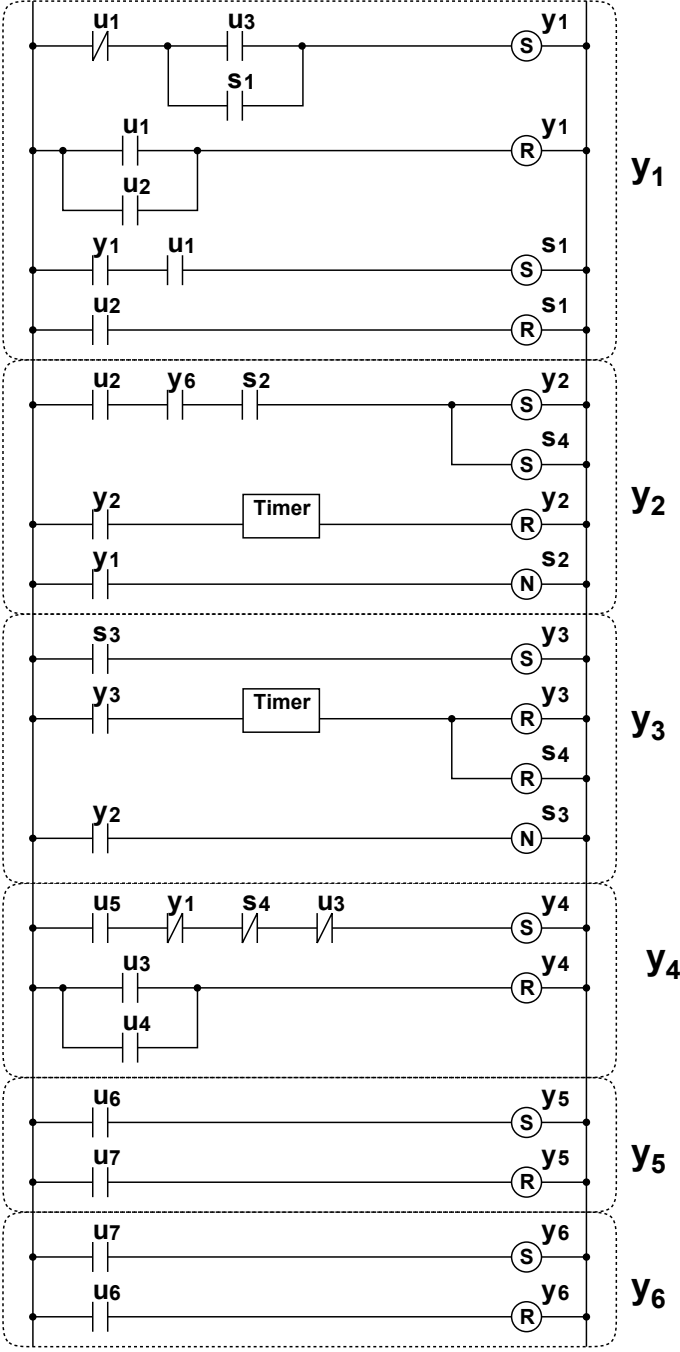 u1 u3 y1
S
s1
u1 y1
R
u2
y1 u1 s1
S
u2 s1
R
y1
u2 y6 s2 y2
S
s4
S
y2 Timer y2
R
y1 s2
N
y2
s3 y3
S
y3 Timer y3
R
s4
R
y2 s3
N
y3
u5 y1 s4 u3 y4
S
u3 y4
R
u4
y4
u6 y5
S
u7 y5
R
y5
u7 y6
S
u6 y6
R
y6